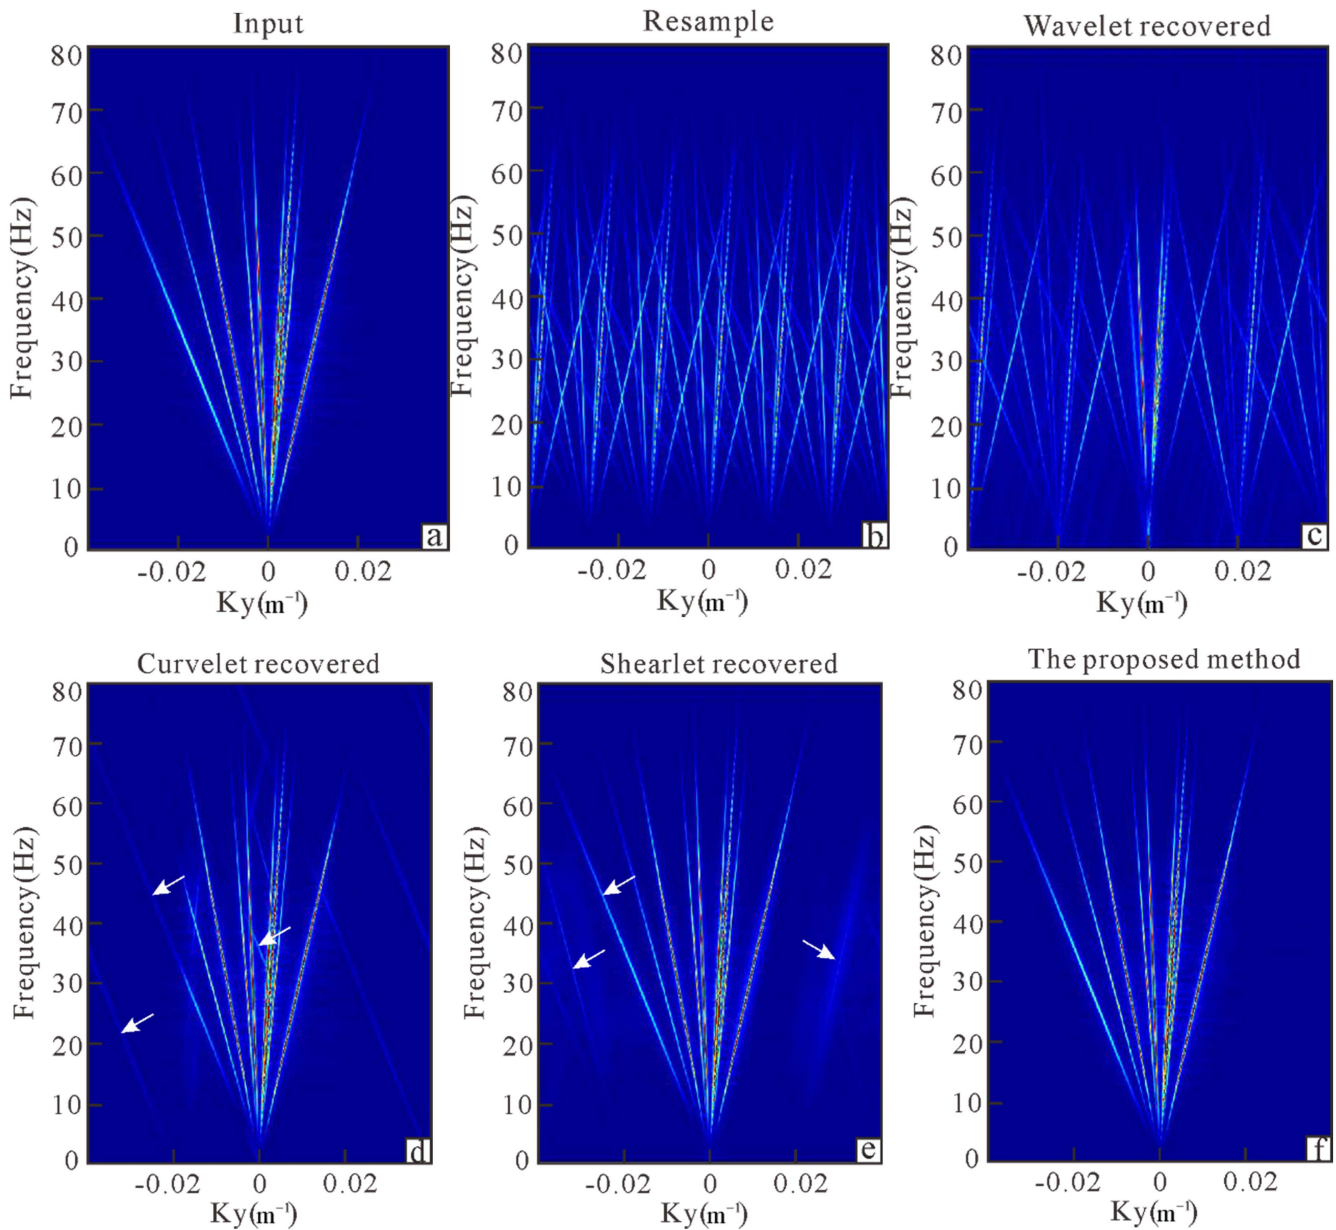 Input
80
70
60
50
40
30
20
10
0
Frequency(Hz)
-0.02 0 0.02
Ky(m⁻¹)
a
Resample
80
70
60
50
40
30
20
10
0
Frequency(Hz)
-0.02 0 0.02
Ky(m⁻¹)
b
Wavelet recovered
80
70
60
50
40
30
20
10
0
Frequency(Hz)
-0.02 0 0.02
Ky(m⁻¹)
c
Curvelet recovered
80
70
60
50
40
30
20
10
0
Frequency(Hz)
-0.02 0 0.02
Ky(m⁻¹)
d
Shearlet recovered
80
70
60
50
40
30
20
10
0
Frequency(Hz)
-0.02 0 0.02
Ky(m⁻¹)
e
The proposed method
80
70
60
50
40
30
20
10
0
Frequency(Hz)
-0.02 0 0.02
Ky(m⁻¹)
f